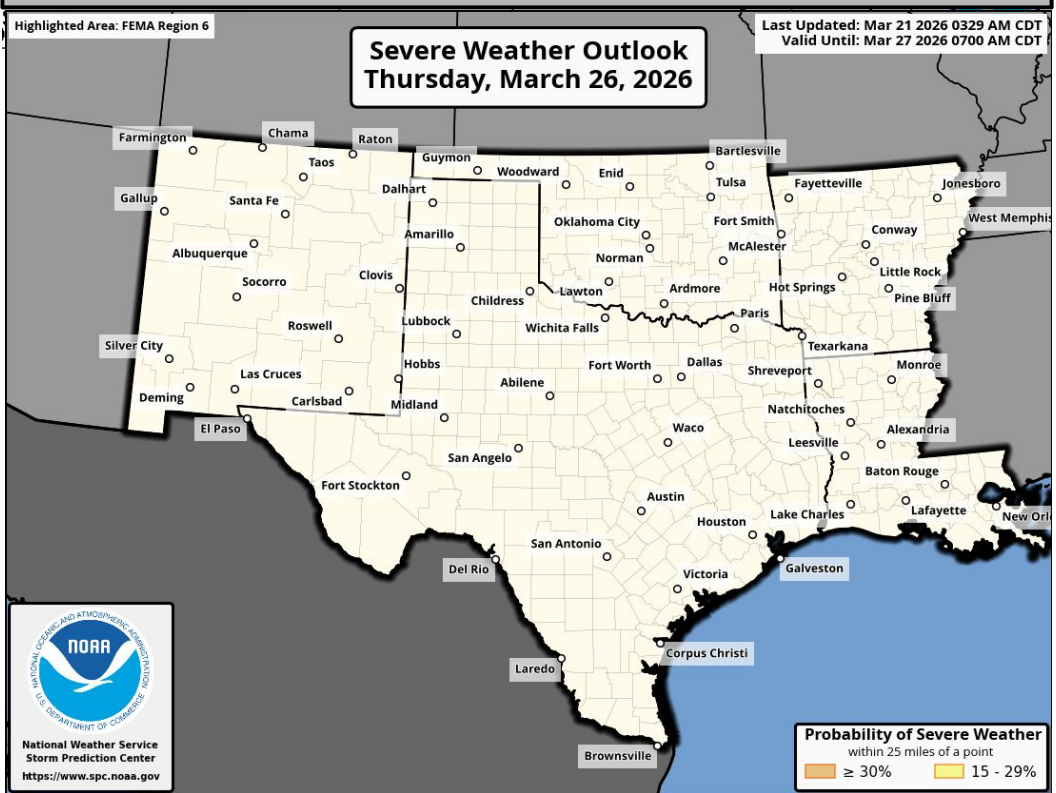 Highlighted Area: FEMA Region 6
Last Updated: Mar 21 2026 0329 AM CDT
Valid Until: Mar 27 2026 0700 AM CDT
Severe Weather Outlook
Thursday, March 26, 2026
Farmington
Chama
Raton
Taos
Guymon
Woodward
Enid
Bartlesville
Tulsa
Fayetteville
Jonesboro
Gallup
Santa Fe
Dalhart
Oklahoma City
Fort Smith
West Memphis
Albuquerque
Amarillo
Norman
McAlester
Conway
Socorro
Clovis
Childress
Lawton
Ardmore
Hot Springs
Little Rock
Pine Bluff
Roswell
Lubbock
Wichita Falls
Paris
Texarkana
Silver City
Las Cruces
Hobbs
Fort Worth
Dallas
Shreveport
Monroe
Deming
Carlsbad
Midland
Abilene
Natchitoches
El Paso
Waco
Leesville
Alexandria
San Angelo
Fort Stockton
Baton Rouge
Austin
Houston
Lake Charles
Lafayette
New Orl
San Antonio
Del Rio
Victoria
Galveston
Laredo
Corpus Christi
Brownsville
NATIONAL OCEANIC AND ATMOSPHERIC ADMINISTRATION
NOAA
U.S. DEPARTMENT OF COMMERCE
National Weather Service
Storm Prediction Center
https://www.spc.noaa.gov
Probability of Severe Weather
within 25 miles of a point
≥ 30%
15 - 29%